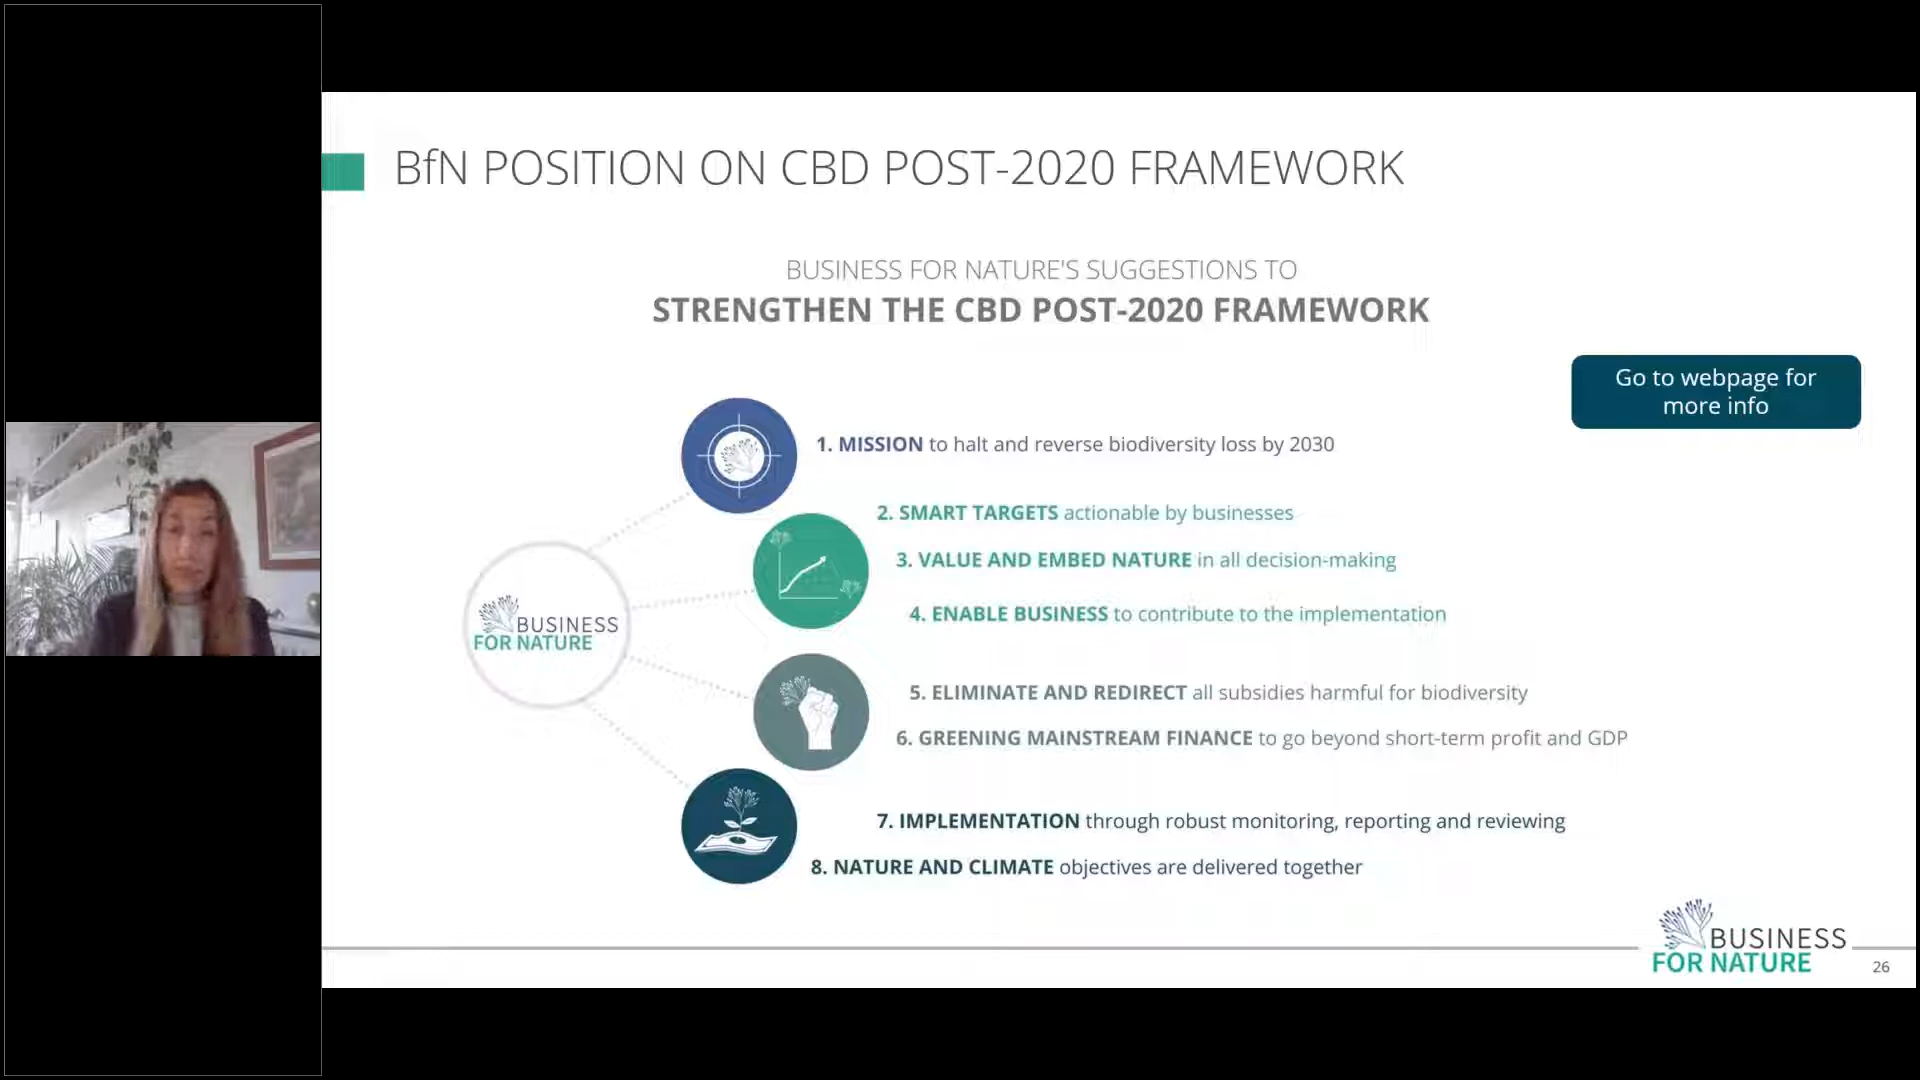 BfN POSITION ON CBD POST-2020 FRAMEWORK
BUSINESS FOR NATURE'S SUGGESTIONS TO
STRENGTHEN THE CBD POST-2020 FRAMEWORK
Go to webpage for
more info
1. MISSION to halt and reverse biodiversity loss by 2030
2. SMART TARGETS actionable by businesses
3. VALUE AND EMBED NATURE in all decision-making
4. ENABLE BUSINESS to contribute to the implementation
BUSINESS
FOR NATURE
5. ELIMINATE AND REDIRECT all subsidies harmful for biodiversity
6. GREENING MAINSTREAM FINANCE to go beyond short-term profit and GDP
7. IMPLEMENTATION through robust monitoring, reporting and reviewing
8. NATURE AND CLIMATE objectives are delivered together
BUSINESS
FOR NATURE
26